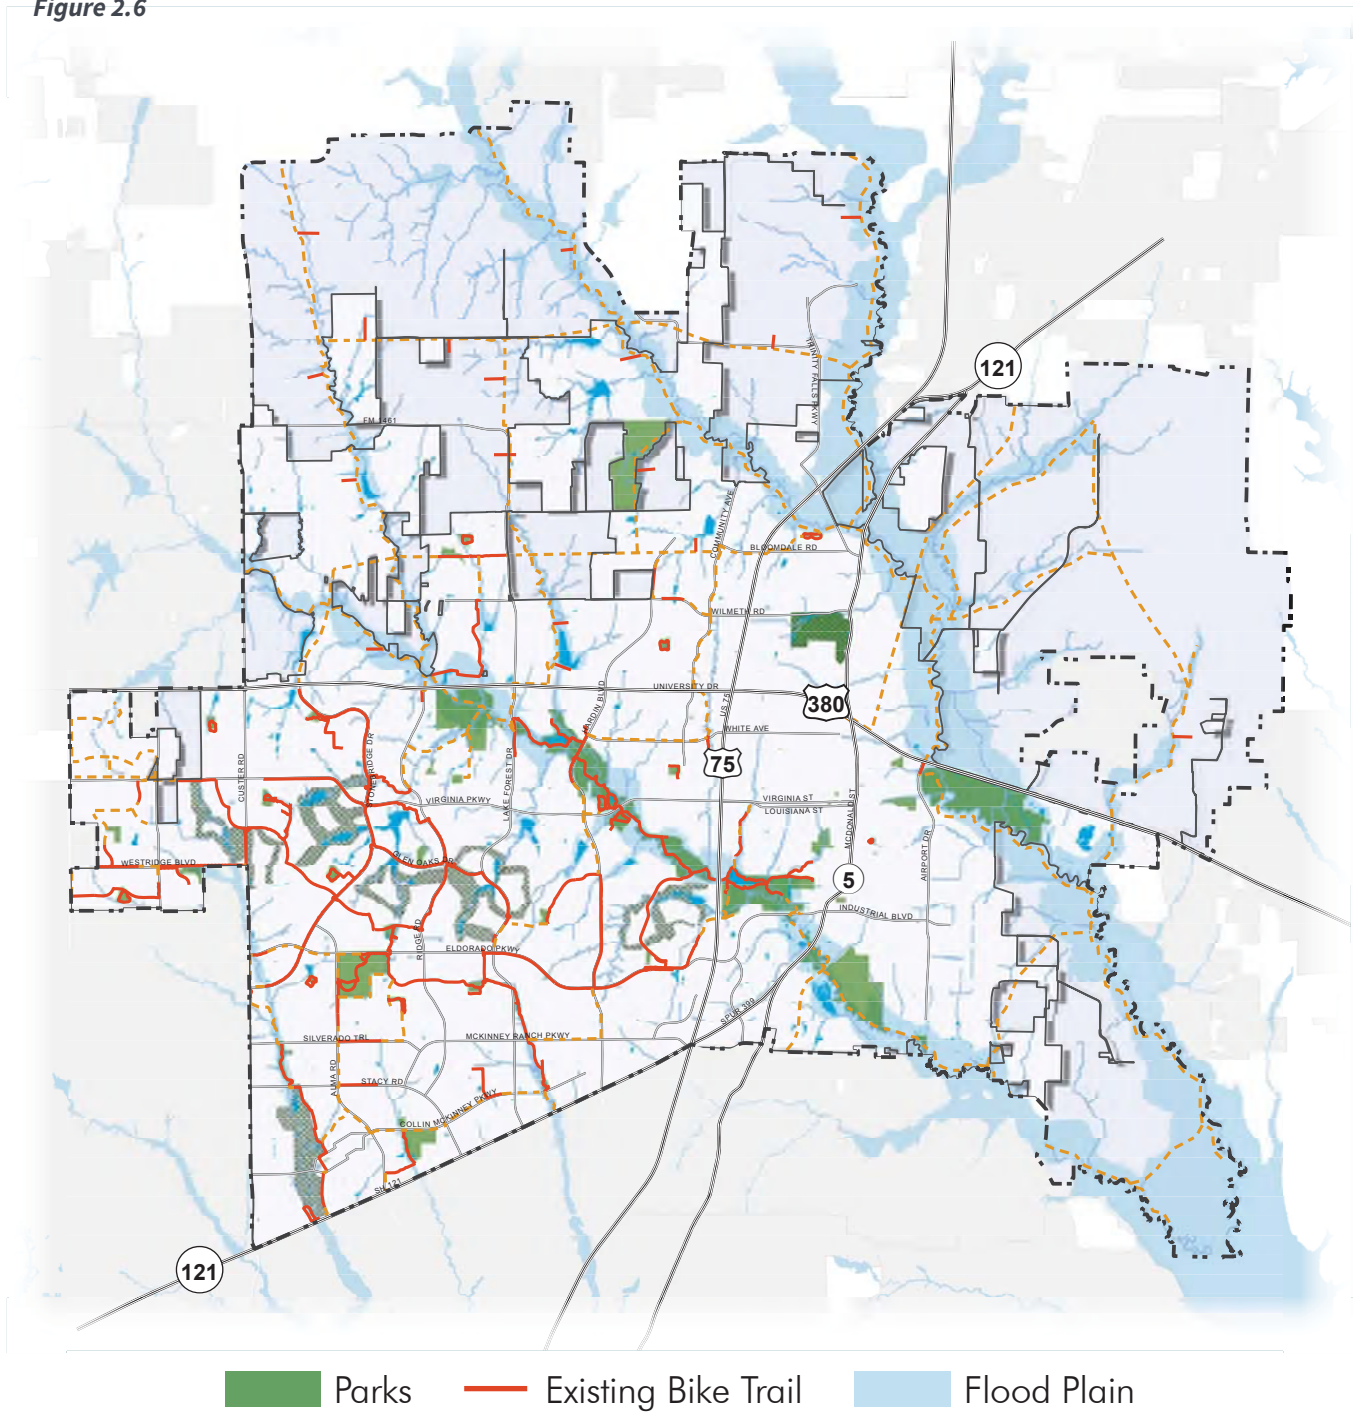 Figure 2.6
121
TRINITY FALLS PKWY
FM 1461
COMMUNITY AVE
BLOOMDALE RD
WILMETH RD
UNIVERSITY DR
HARDIN BLVD
US 75
380
WHITE AVE
75
CUSTER RD
STONEBRIDGE DR
LAKE FOREST DR
VIRGINIA PKWY
VIRGINIA ST
LOUISIANA ST
MCDONALD ST
AIRPORT DR
WESTRIDGE BLVD
GLEN OAKS DR
5
INDUSTRIAL BLVD
RIDGE RD
ELDORADO PKWY
SPUR 399
SILVERADO TRL
MCKINNEY RANCH PKWY
ALMA RD
STACY RD
COLLIN MCKINNEY PKWY
SH 121
121
Parks
Existing Bike Trail
Flood Plain